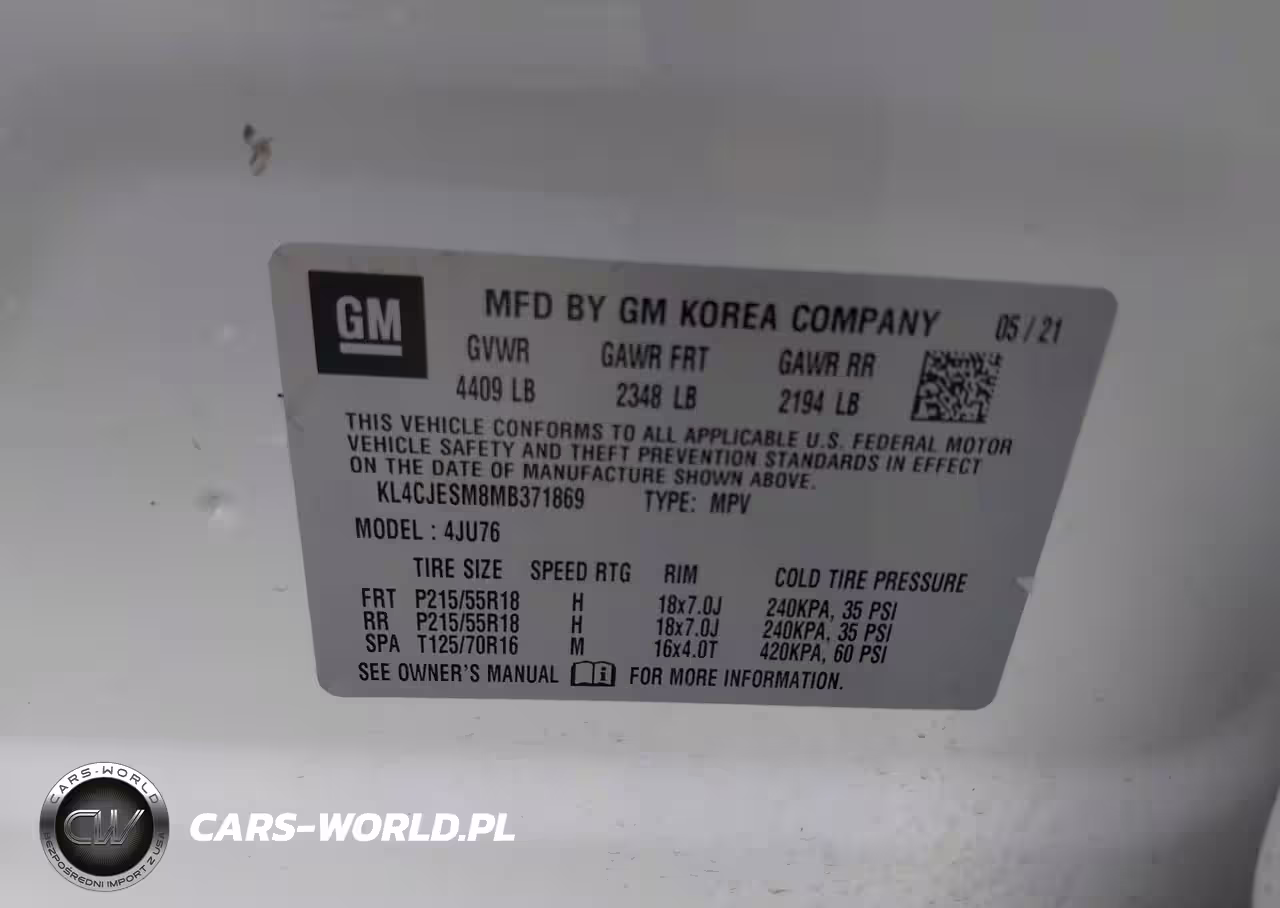 GM
MFD BY GM KOREA COMPANY 05/21
GVWR GAWR FRT GAWR RR
4409 LB 2348 LB 2194 LB
THIS VEHICLE CONFORMS TO ALL APPLICABLE U.S. FEDERAL MOTOR
VEHICLE SAFETY AND THEFT PREVENTION STANDARDS IN EFFECT
ON THE DATE OF MANUFACTURE SHOWN ABOVE.
KL4CJESM8MB371869 TYPE: MPV
MODEL : 4JU76
TIRE SIZE SPEED RTG RIM COLD TIRE PRESSURE
FRT P215/55R18 H 18x7.0J 240KPA, 35 PSI
RR P215/55R18 H 18x7.0J 240KPA, 35 PSI
SPA T125/70R16 M 16x4.0T 420KPA, 60 PSI
SEE OWNER'S MANUAL FOR MORE INFORMATION.
CARS-WORLD
CW
BEZPOŚREDNI IMPORT Z USA
CARS-WORLD.PL